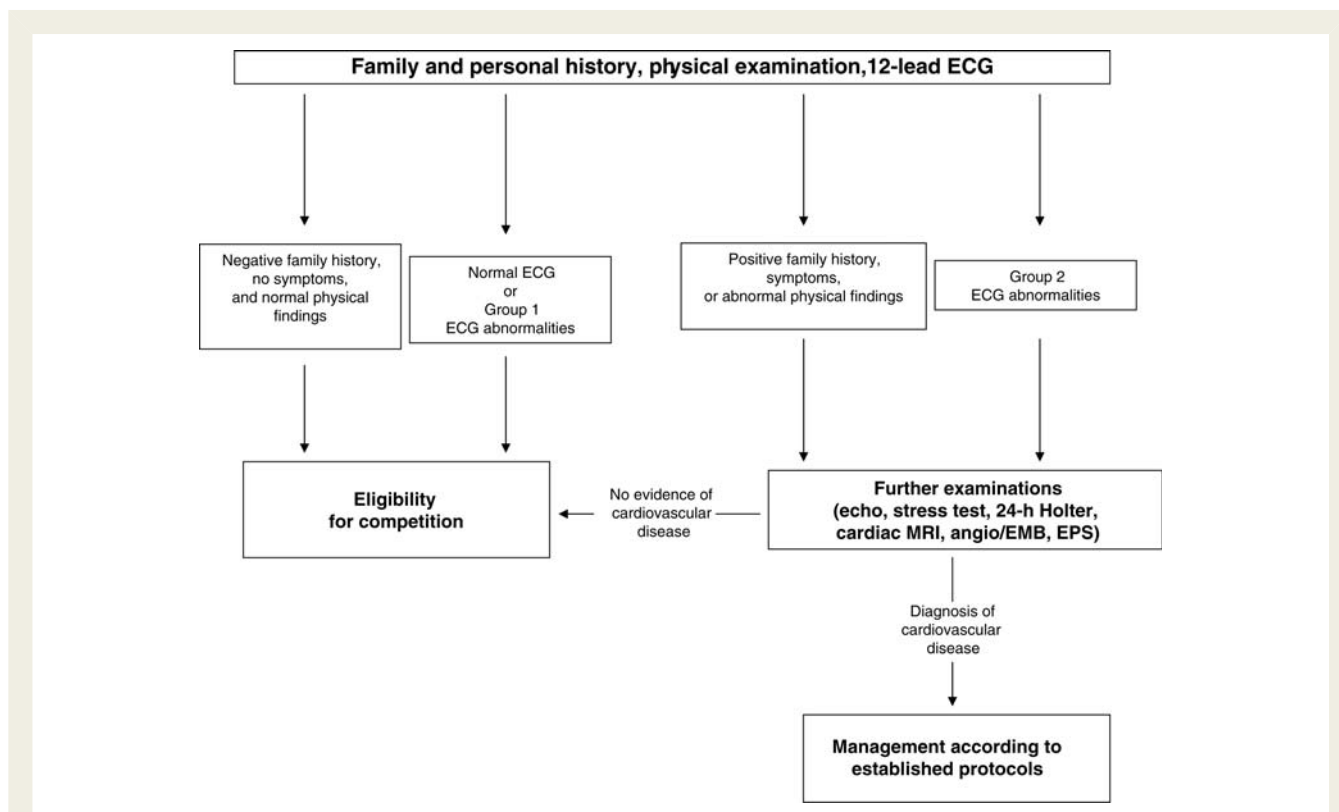 Family and personal history, physical examination,12-lead ECG
Negative family history,
no symptoms,
and normal physical
findings
Normal ECG
or
Group 1
ECG abnormalities
Positive family history,
symptoms,
or abnormal physical findings
Group 2
ECG abnormalities
Eligibility
for competition
No evidence of
cardiovascular
disease
Further examinations
(echo, stress test, 24-h Holter,
cardiac MRI, angio/EMB, EPS)
Diagnosis of
cardiovascular
disease
Management according to
established protocols